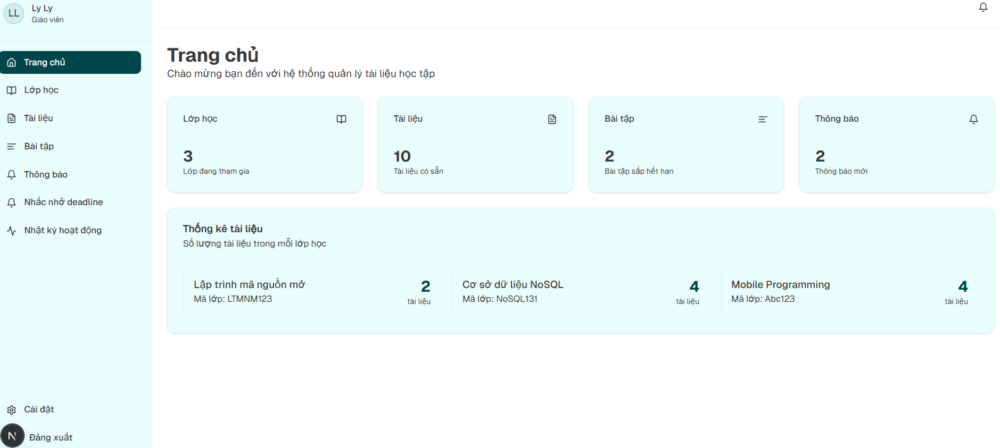 LL
Ly Ly
Giáo viên
Trang chủ
Lớp học
Tài liệu
Bài tập
Thông báo
Nhắc nhở deadline
Nhật ký hoạt động
Cài đặt
N
Đăng xuất
Trang chủ
Chào mừng bạn đến với hệ thống quản lý tài liệu học tập
Lớp học
3
Lớp đang tham gia
Tài liệu
10
Tài liệu có sẵn
Bài tập
2
Bài tập sắp hết hạn
Thông báo
2
Thông báo mới
Thống kê tài liệu
Số lượng tài liệu trong mỗi lớp học
Lập trình mã nguồn mở
Mã lớp: LTMNM123
2
tài liệu
Cơ sở dữ liệu NoSQL
Mã lớp: NoSQL131
4
tài liệu
Mobile Programming
Mã lớp: Abc123
4
tài liệu